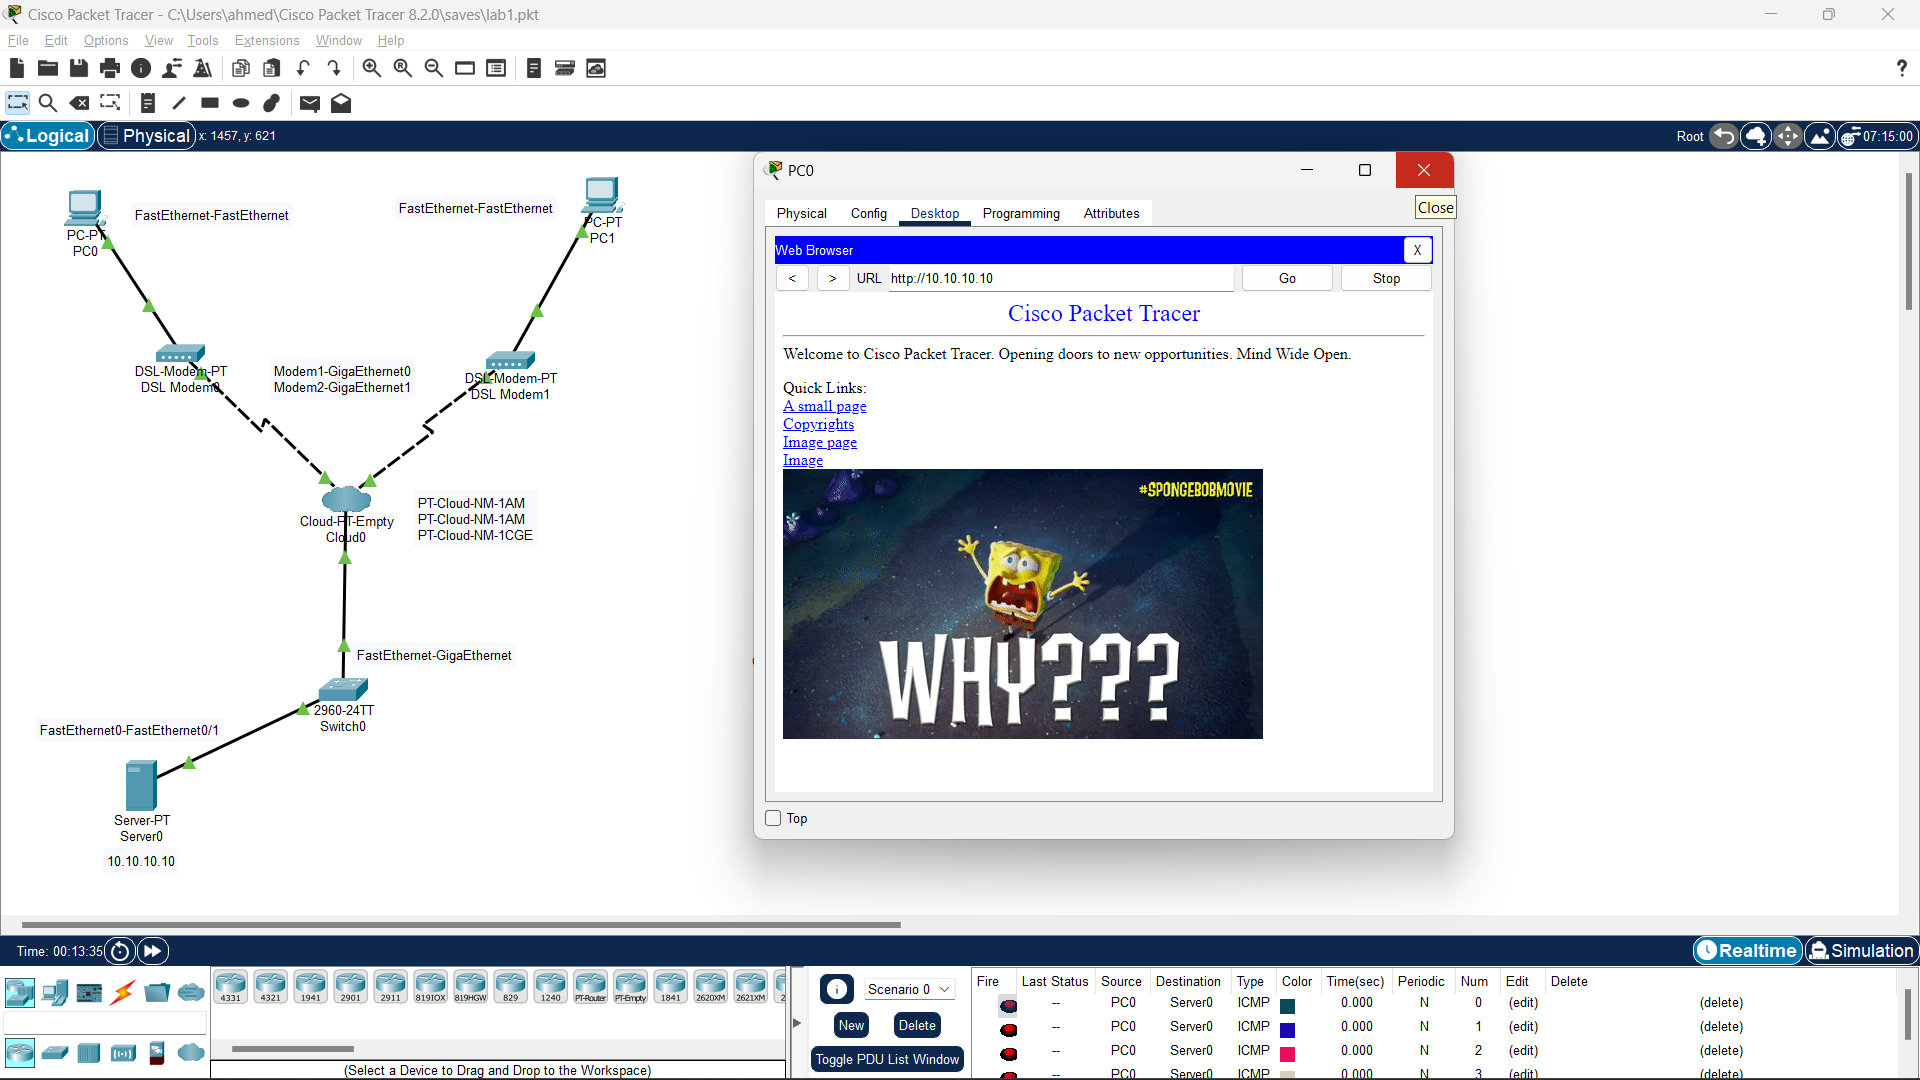 Cisco Packet Tracer - C:\Users\ahmed\Cisco Packet Tracer 8.2.0\saves\lab1.pkt
File Edit Options View Tools Extensions Window Help
Logical Physical x: 1457, y: 621 Root 07:15:00
PC-PT
PC0
FastEthernet-FastEthernet
FastEthernet-FastEthernet
PC-PT
PC1
DSL-Modem-PT
DSL Modem0
Modem1-GigaEthernet0
Modem2-GigaEthernet1
DSL-Modem-PT
DSL Modem1
Cloud-PT-Empty
Cloud0
PT-Cloud-NM-1AM
PT-Cloud-NM-1AM
PT-Cloud-NM-1CGE
FastEthernet-GigaEthernet
2960-24TT
Switch0
FastEthernet0-FastEthernet0/1
Server-PT
Server0
10.10.10.10
PC0
Close
Physical Config Desktop Programming Attributes
Web Browser X
< > URL http://10.10.10.10 Go Stop
Cisco Packet Tracer
Welcome to Cisco Packet Tracer. Opening doors to new opportunities. Mind Wide Open.
Quick Links:
A small page
Copyrights
Image page
Image
#SPONGEBOBMOVIE
WHY???
Top
Time: 00:13:35 Realtime Simulation
4331 4321 1941 2901 2911 819IOX 819HGW 829 1240 PT-Router PT-Empty 1841 2620XM 2621XM
(Select a Device to Drag and Drop to the Workspace)
Scenario 0
New Delete
Toggle PDU List Window
Fire Last Status Source Destination Type Color Time(sec) Periodic Num Edit Delete
-- PC0 Server0 ICMP 0.000 N 0 (edit) (delete)
-- PC0 Server0 ICMP 0.000 N 1 (edit) (delete)
-- PC0 Server0 ICMP 0.000 N 2 (edit) (delete)
-- PC0 Server0 ICMP 0.000 N 3 (edit) (delete)